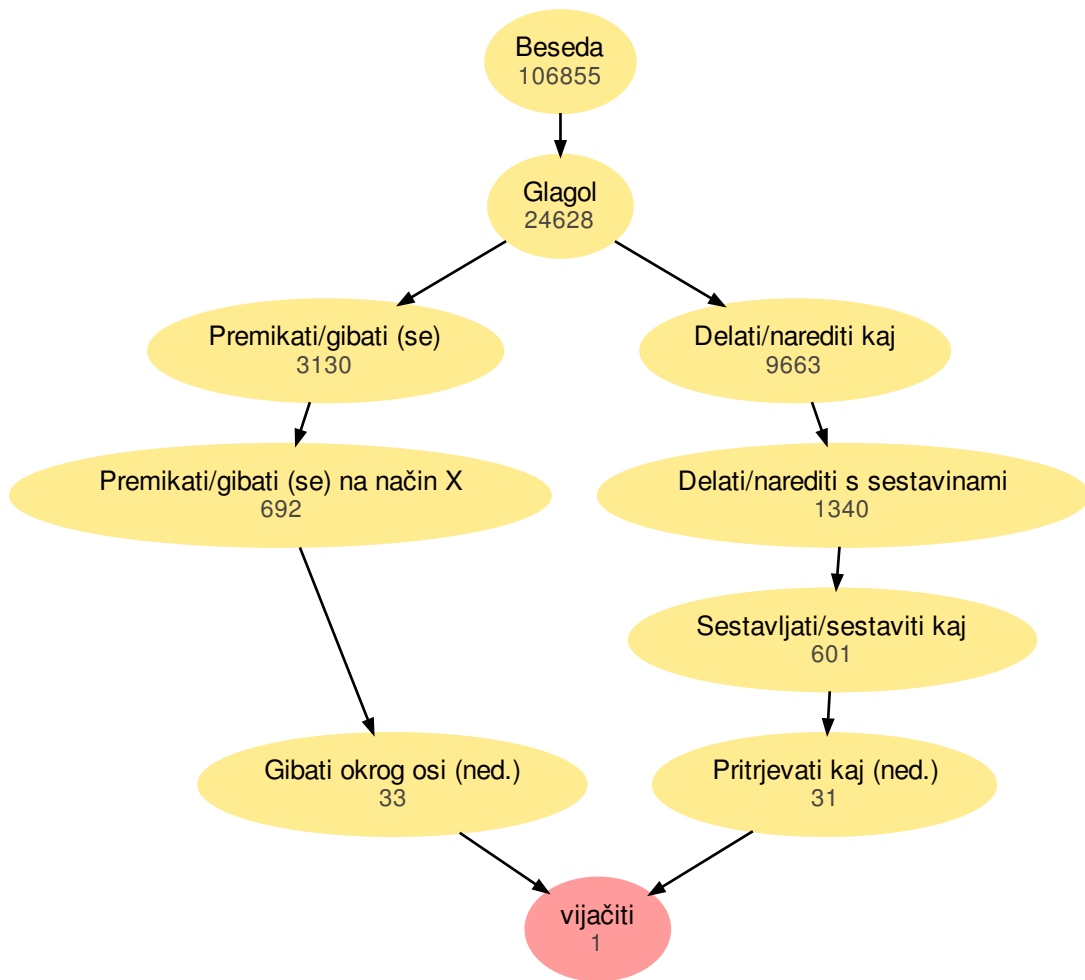 Beseda
106855
Glagol
24628
Premikati/gibati (se)
3130
Delati/narediti kaj
9663
Premikati/gibati (se) na način X
692
Delati/narediti s sestavinami
1340
Sestavljati/sestaviti kaj
601
Gibati okrog osi (ned.)
33
Pritrjevati kaj (ned.)
31
vijačiti
1